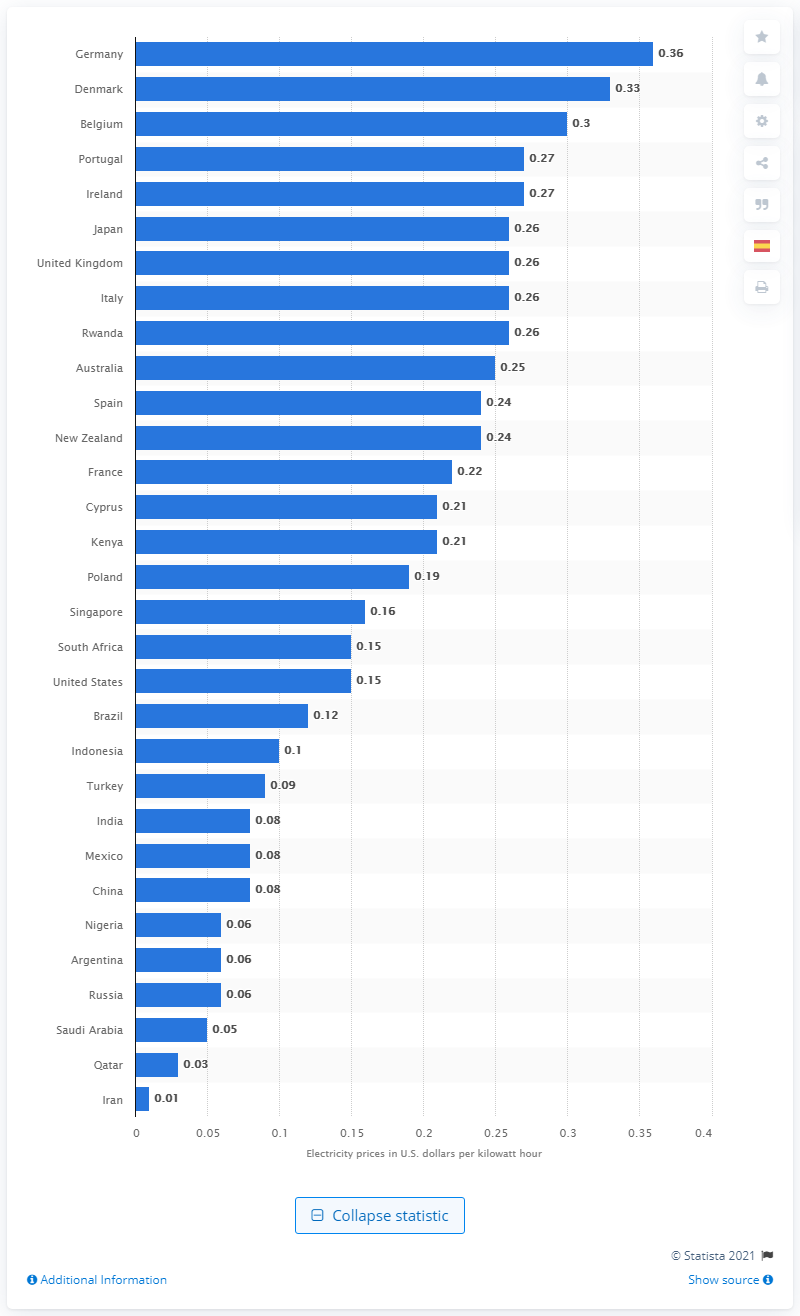 Germany 0.36
Denmark 0.33
Belgium 0.3
Portugal 0.27
Ireland 0.27
Japan 0.26
United Kingdom 0.26
Italy 0.26
Rwanda 0.26
Australia 0.25
Spain 0.24
New Zealand 0.24
France 0.22
Cyprus 0.21
Kenya 0.21
Poland 0.19
Singapore 0.16
South Africa 0.15
United States 0.15
Brazil 0.12
Indonesia 0.1
Turkey 0.09
India 0.08
Mexico 0.08
China 0.08
Nigeria 0.06
Argentina 0.06
Russia 0.06
Saudi Arabia 0.05
Qatar 0.03
Iran 0.01
0 0.05 0.1 0.15 0.2 0.25 0.3 0.35 0.4
Electricity prices in U.S. dollars per kilowatt hour
Collapse statistic
© Statista 2021
Additional Information Show source